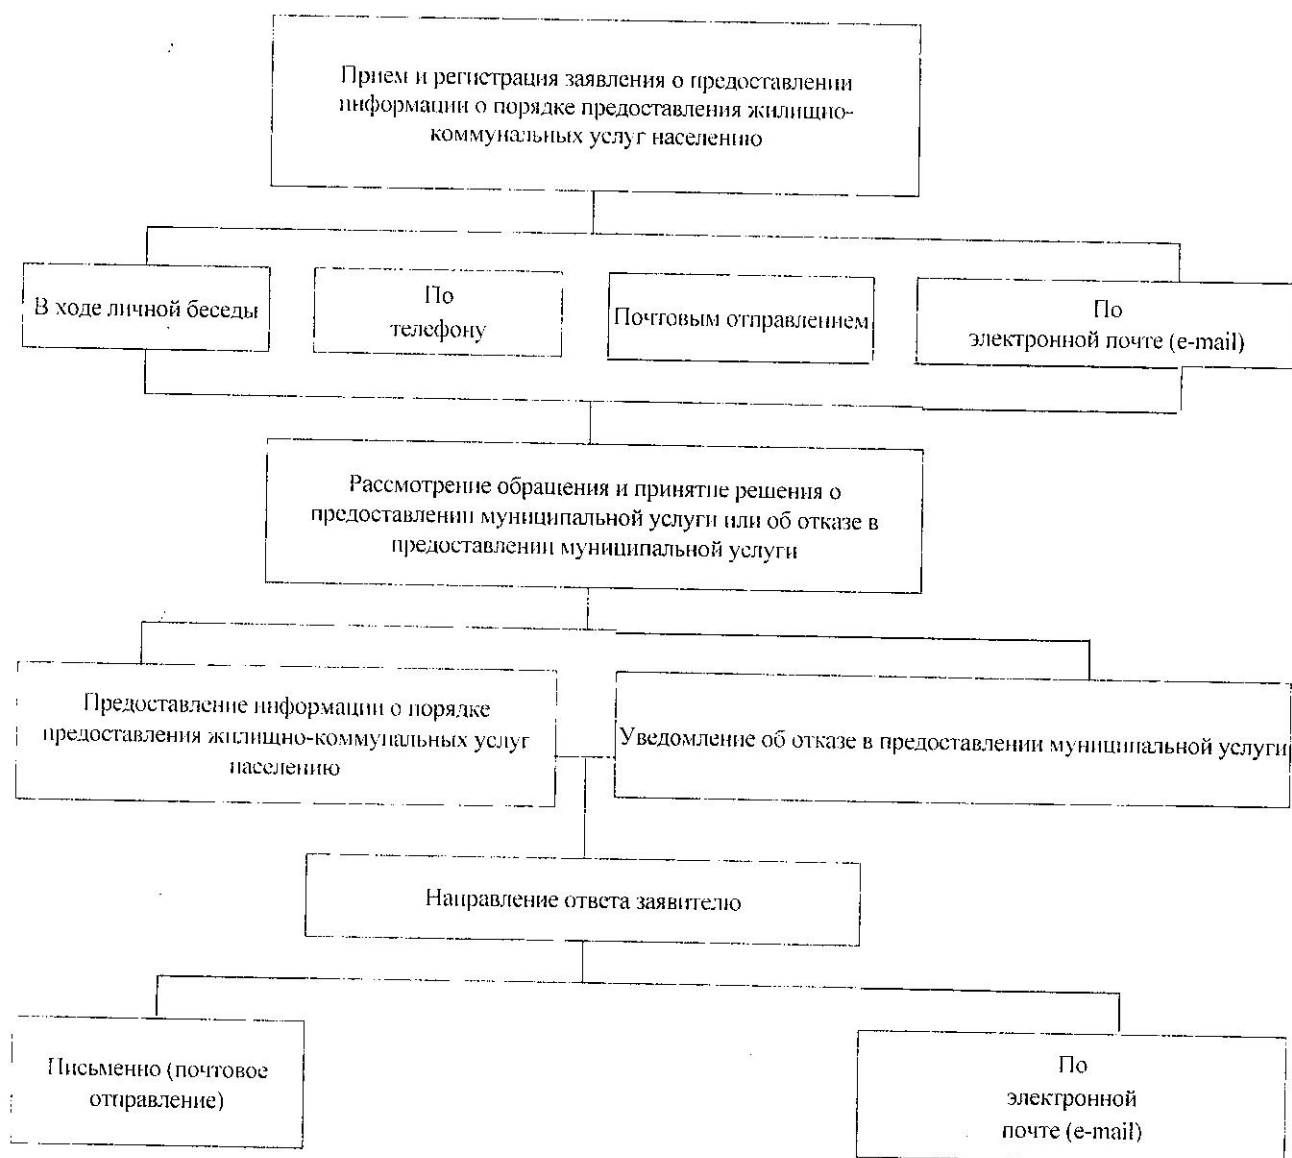 Прием и регистрация заявления о предоставлении
информации о порядке предоставления жилищно-
коммунальных услуг населению
В ходе личной беседы
По
телефону
Почтовым отправлением
По
электронной почте (e-mail)
Рассмотрение обращения и принятие решения о
предоставлении муниципальной услуги или об отказе в
предоставлении муниципальной услуги
Предоставление информации о порядке
предоставления жилищно-коммунальных услуг
населению
Уведомление об отказе в предоставлении муниципальной услуги
Направление ответа заявителю
Письменно (почтовое
отправление)
По
электронной
почте (e-mail)